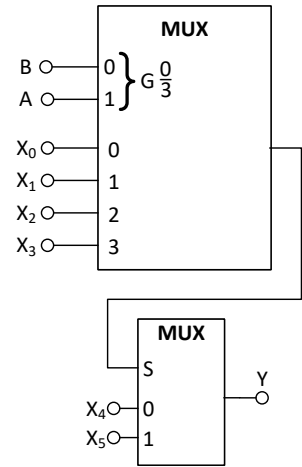 MUX
B 0
A 1
} G 0/3
X₀ 0
X₁ 1
X₂ 2
X₃ 3
MUX
S
Y
X₄ 0
X₅ 1